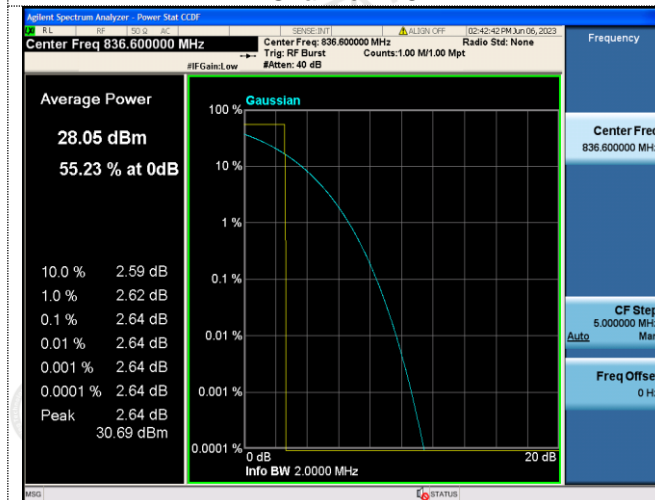 Agilent Spectrum Analyzer - Power Stat CCDF
RL RF 50 Ω AC SENSE:INT ALIGN OFF 02:42:42 PM Jun 06, 2023
Center Freq 836.600000 MHz
Center Freq: 836.600000 MHz Radio Std: None
Trig: RF Burst Counts:1.00 M/1.00 Mpt
#IFGain:Low #Atten: 40 dB
Frequency
Average Power
28.05 dBm
55.23 % at 0dB
10.0 % 2.59 dB
1.0 % 2.62 dB
0.1 % 2.64 dB
0.01 % 2.64 dB
0.001 % 2.64 dB
0.0001 % 2.64 dB
Peak 2.64 dB
30.69 dBm
Gaussian
100 %
10 %
1 %
0.1 %
0.01 %
0.001 %
0.0001 %
0 dB 20 dB
Info BW 2.0000 MHz
Center Freq
836.600000 MHz
CF Step
5.000000 MHz
Auto Man
Freq Offset
0 Hz
MSG STATUS